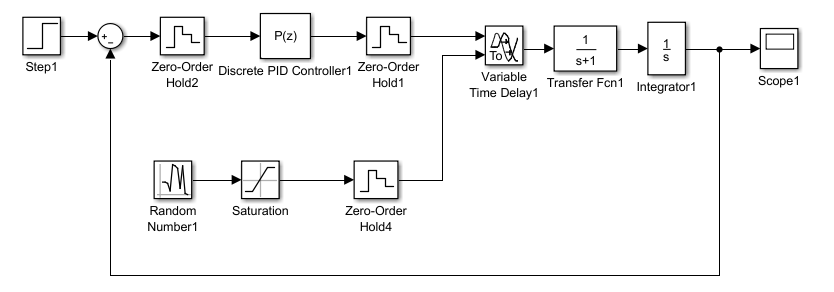 +
−
P(z)
To
1
s+1
1
s
Step1
Zero-Order
Hold2
Discrete PID Controller1
Zero-Order
Hold1
Variable
Time Delay1
Transfer Fcn1
Integrator1
Scope1
Random
Number1
Saturation
Zero-Order
Hold4